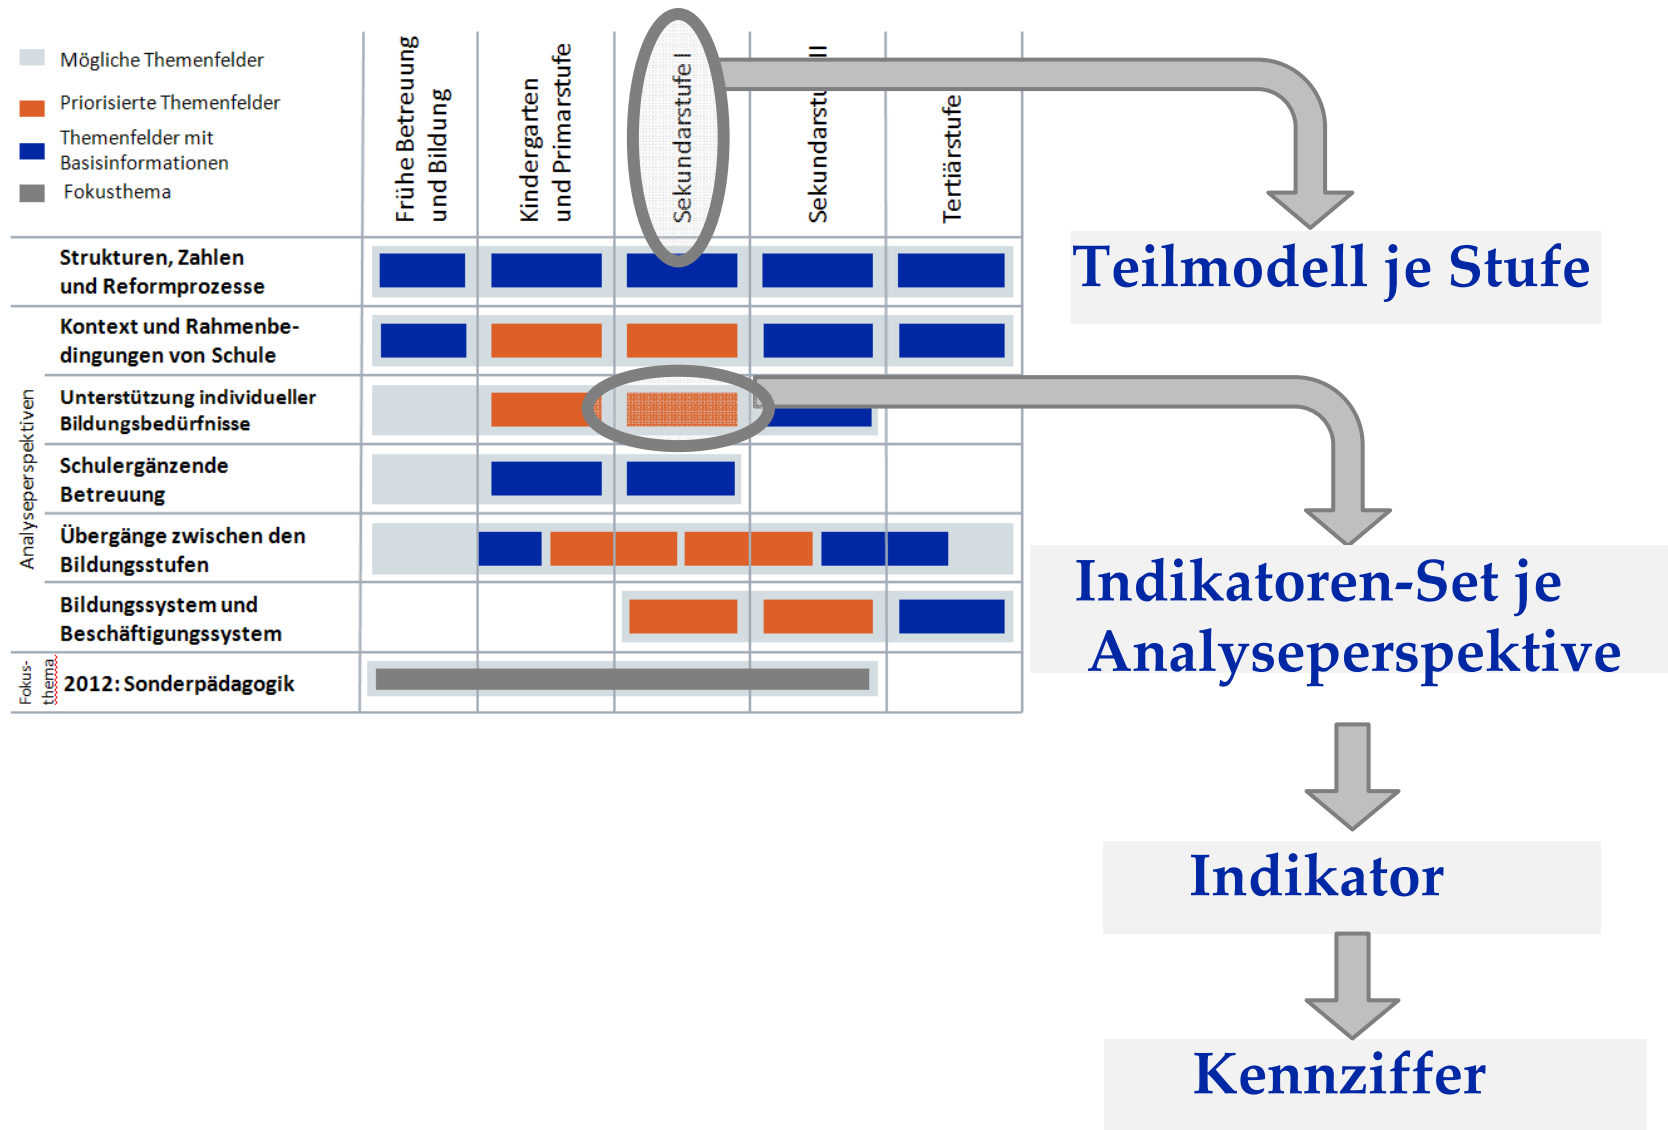 Mögliche Themenfelder
Priorisierte Themenfelder
Themenfelder mit
Basisinformationen
Fokusthema
Frühe Betreuung
und Bildung
Kindergarten
und Primarstufe
Sekundarstufe I
Sekundarstu II
Tertiärstufe
Strukturen, Zahlen
und Reformprozesse
Analyseperspektiven
Kontext und Rahmenbe-
dingungen von Schule
Unterstützung individueller
Bildungsbedürfnisse
Schulergänzende
Betreuung
Übergänge zwischen den
Bildungsstufen
Bildungssystem und
Beschäftigungssystem
Fokus-
thema
2012: Sonderpädagogik
Teilmodell je Stufe
Indikatoren-Set je
Analyseperspektive
Indikator
Kennziffer